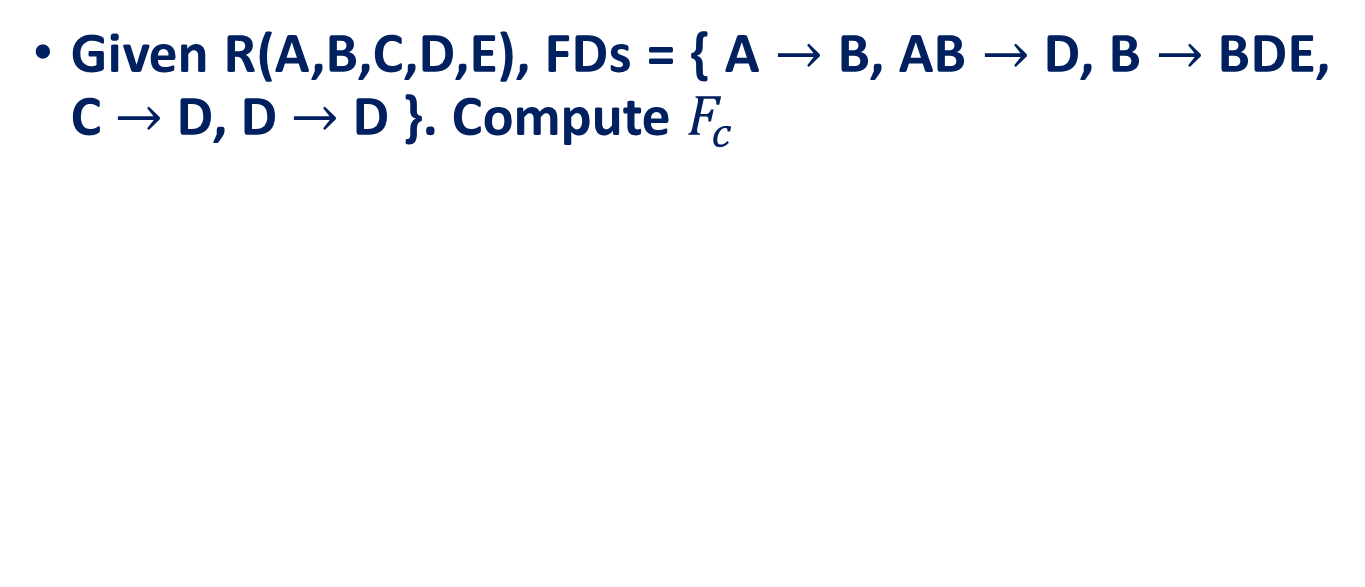 • Given R(A,B,C,D,E), FDs = { A → B, AB → D, B → BDE,
C → D, D → D }. Compute F_c